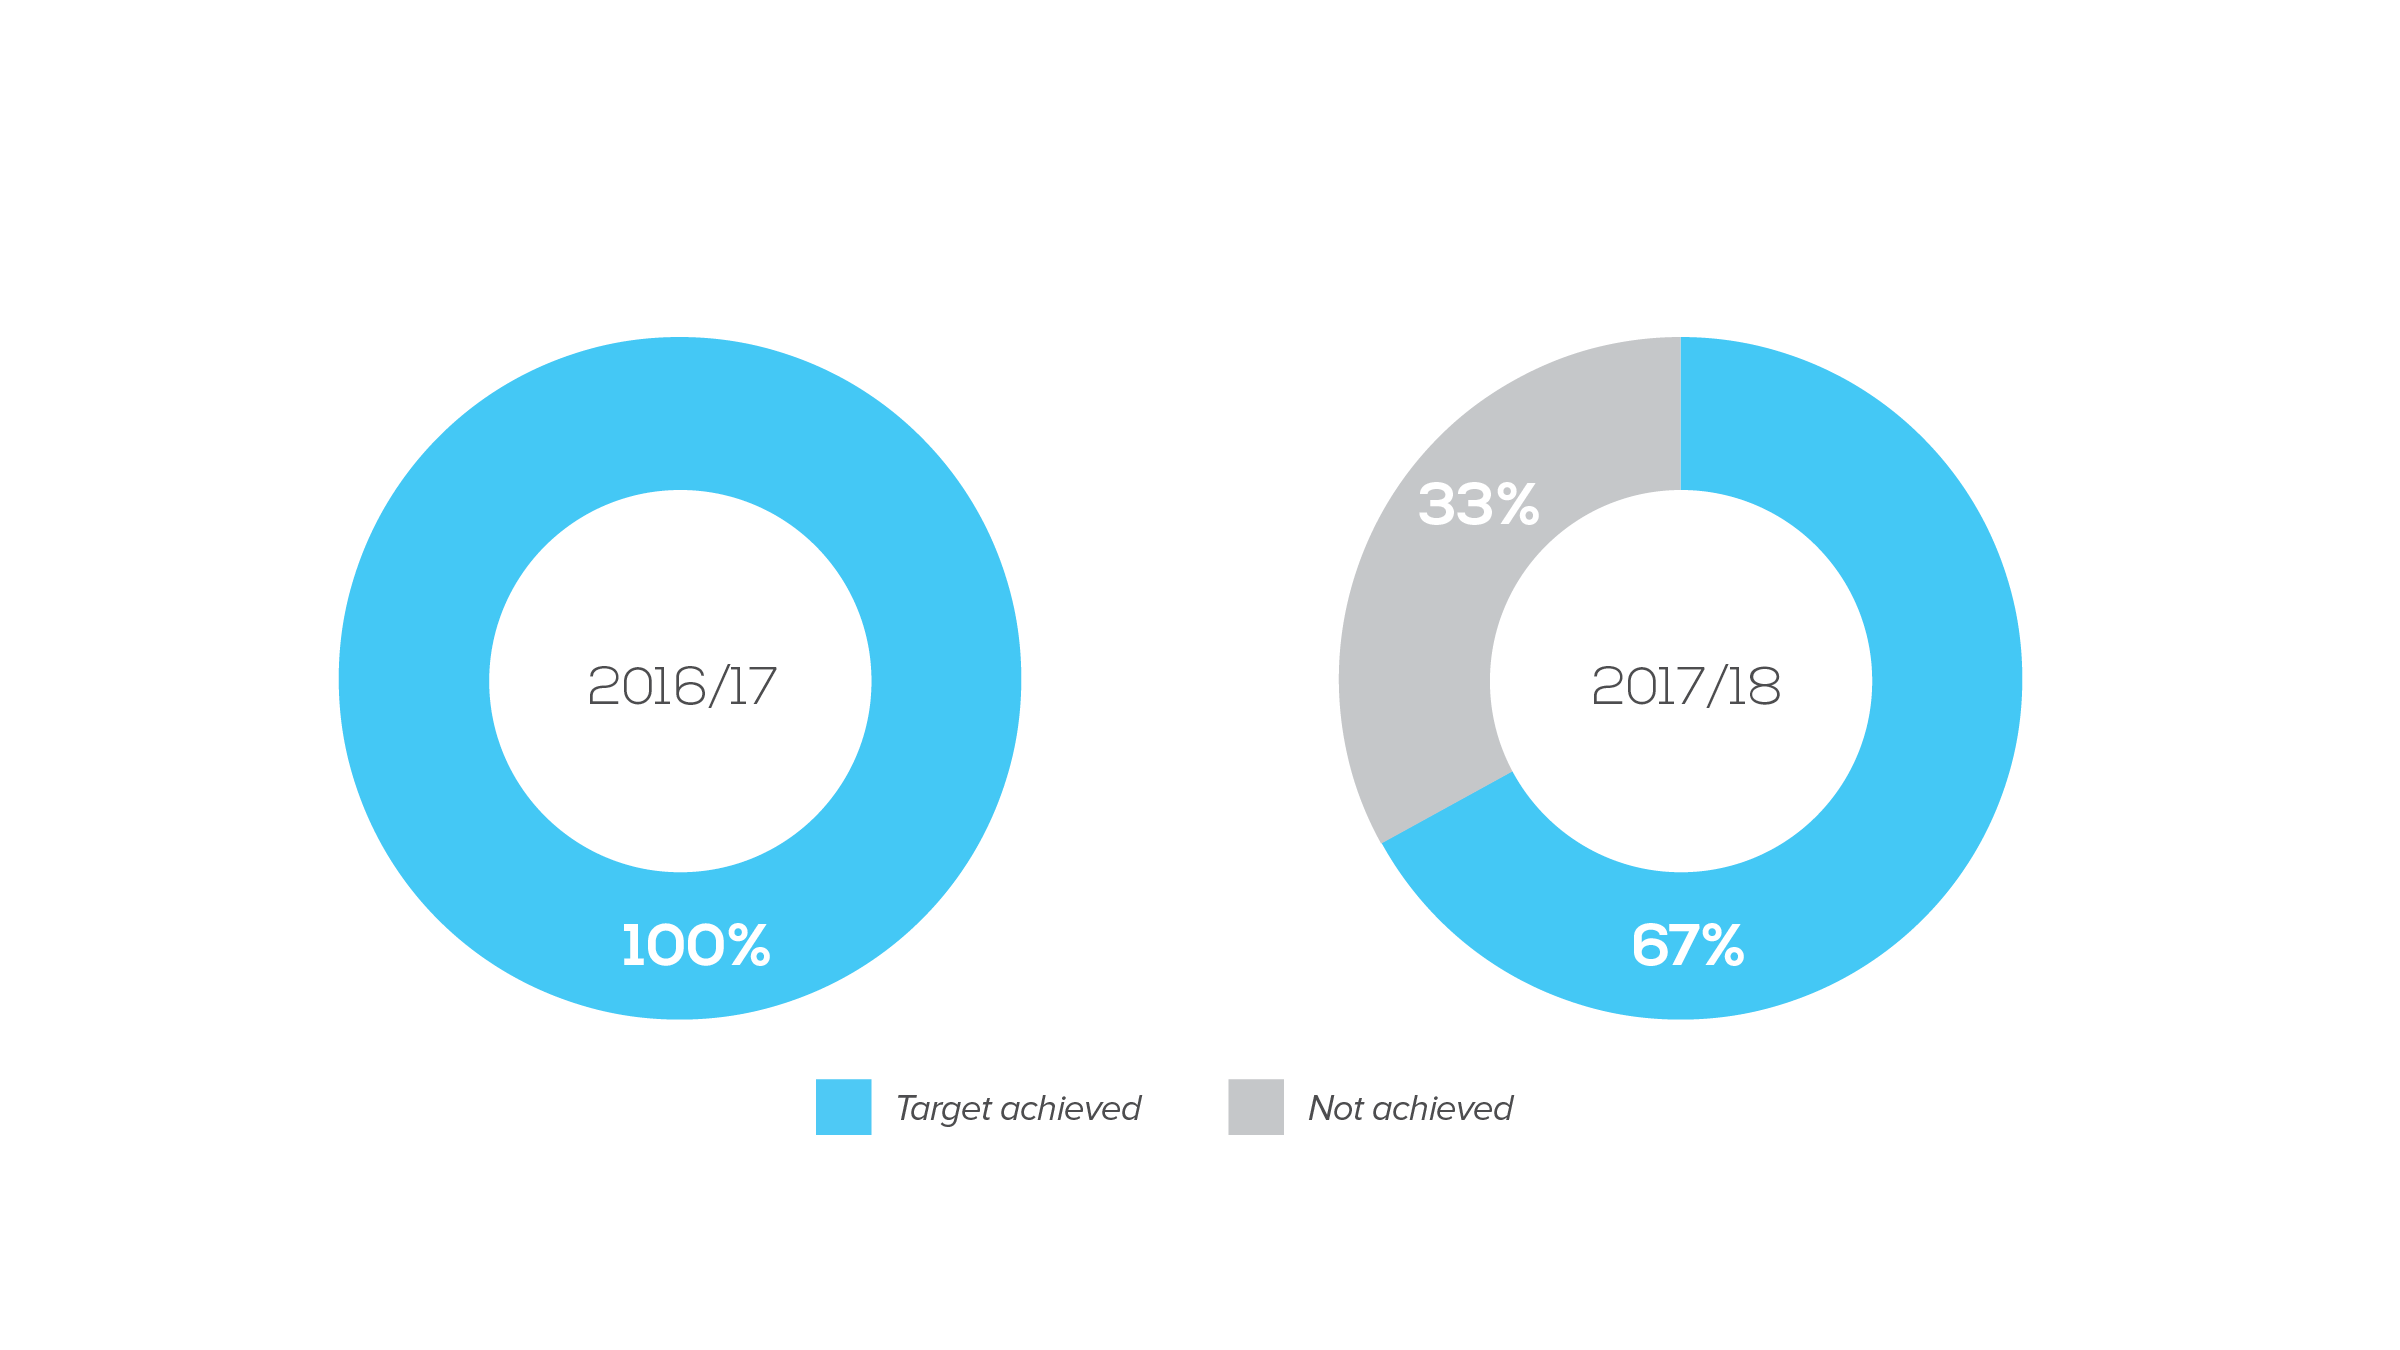 33%
2016/17
2017/18
100%
67%
Target achieved
Not achieved